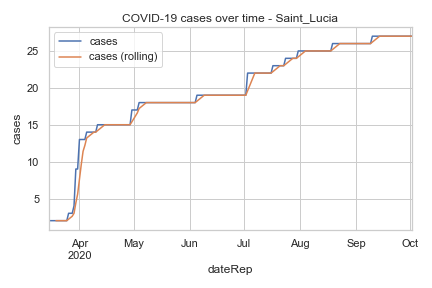 COVID-19 cases over time - Saint_Lucia
cases
cases (rolling)
25
20
15
10
5
cases
Apr May Jun Jul Aug Sep Oct
2020
dateRep